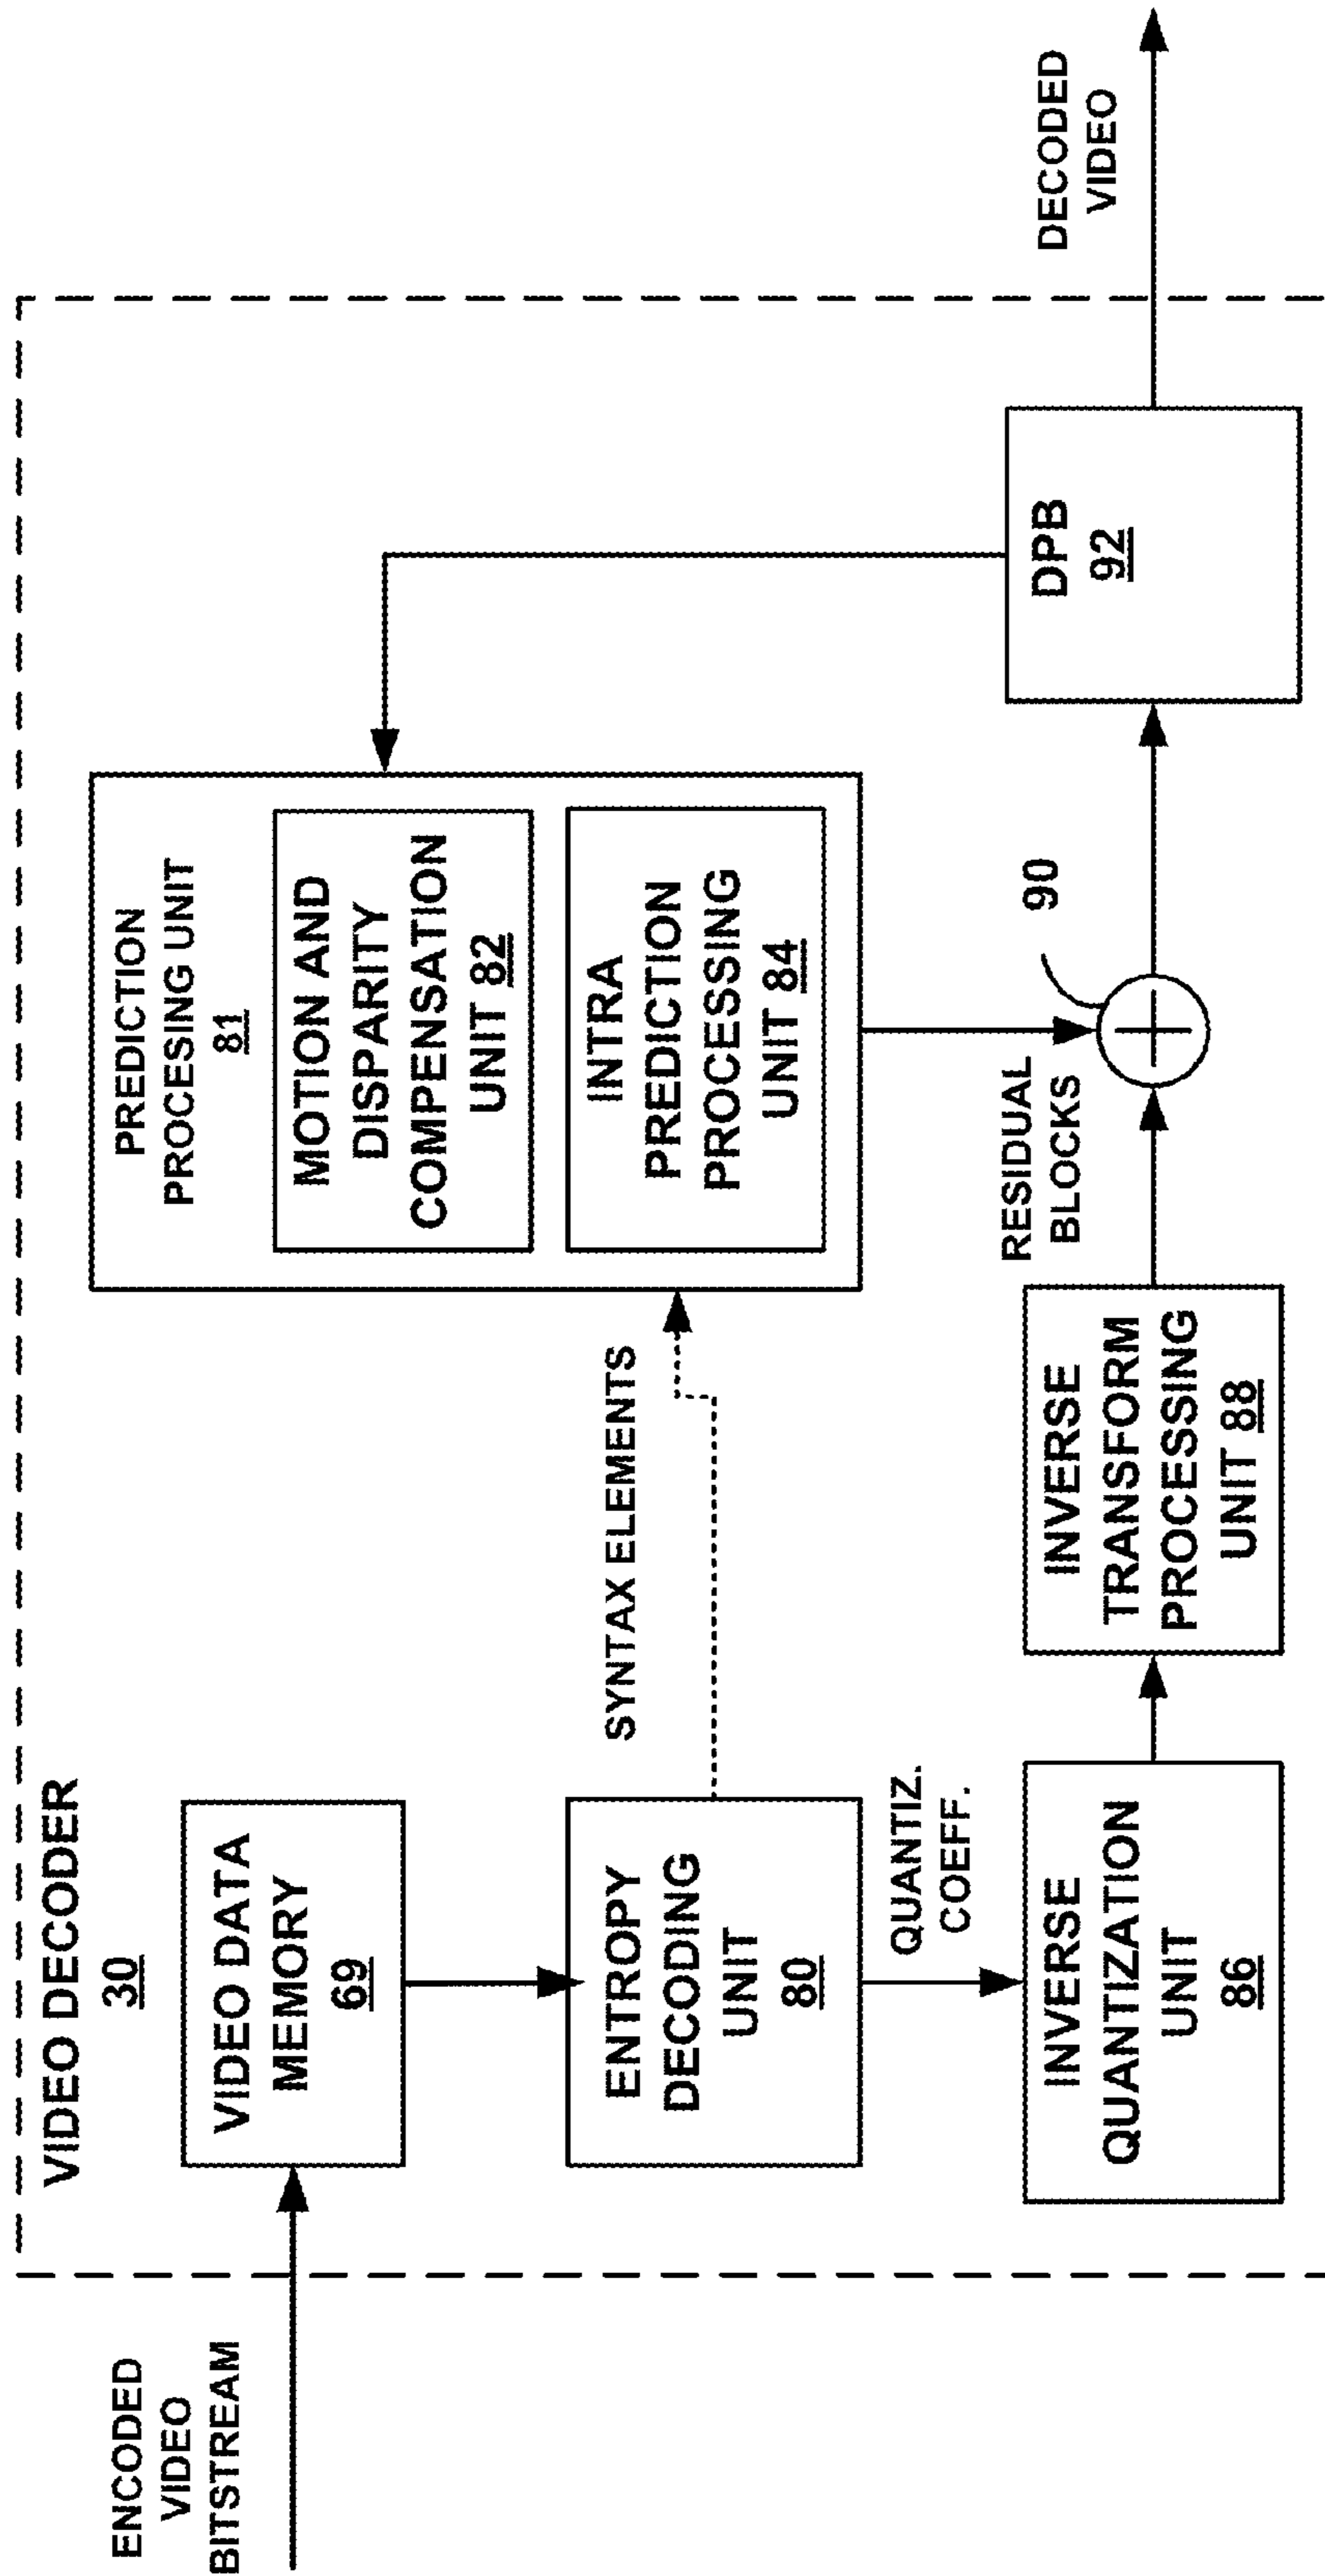 ENCODED
VIDEO
BITSTREAM
VIDEO DECODER
30
VIDEO DATA
MEMORY
69
ENTROPY
DECODING
UNIT
80
SYNTAX ELEMENTS
QUANTIZ.
COEFF.
INVERSE
QUANTIZATION
UNIT
86
INVERSE
TRANSFORM
PROCESSING
UNIT 88
PREDICTION
PROCESING UNIT
81
MOTION AND
DISPARITY
COMPENSATION
UNIT 82
INTRA
PREDICTION
PROCESSING
UNIT 84
RESIDUAL
BLOCKS
90
DPB
92
DECODED
VIDEO